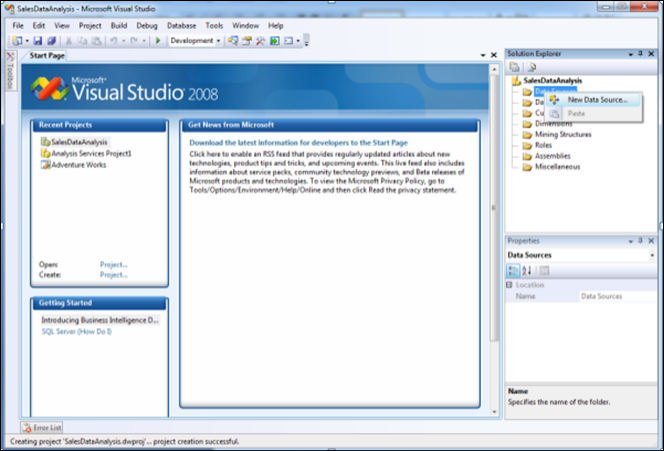 SalesDataAnalysis - Microsoft Visual Studio
File Edit View Project Build Debug Database Tools Window Help
Development
Toolbox
Start Page
Microsoft
Visual Studio 2008
Recent Projects
SalesDataAnalysis
Analysis Services Project1
Adventure Works
Open: Project...
Create: Project...
Getting Started
Introducing Business Intelligence D...
SQL Server (How Do I)
Get News from Microsoft
Download the latest information for developers to the Start Page
Click here to enable an RSS feed that provides regularly updated articles about new
technologies, product tips and tricks, and upcoming events. This live feed also includes
information about service packs, community technology previews, and Beta releases of
Microsoft products and technologies. To view the Microsoft Privacy Policy, go to
Tools/Options/Environment/Help/Online and then click Read the privacy statement.
Solution Explorer
SalesDataAnalysis
Data Sources
New Data Source...
Da
Paste
Cu
Dimensions
Mining Structures
Roles
Assemblies
Miscellaneous
Properties
Data Sources
Location
Name Data Sources
Name
Specifies the name of the folder.
Error List
Creating project 'SalesDataAnalysis.dwproj'... project creation successful.